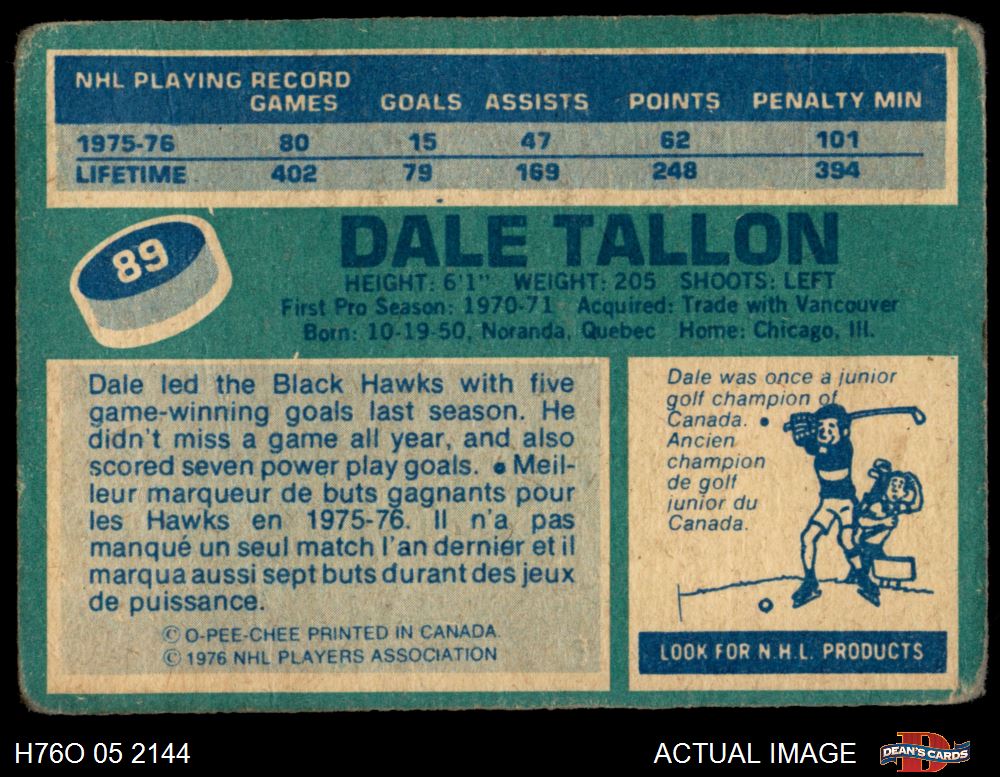 NHL PLAYING RECORD
GAMES GOALS ASSISTS POINTS PENALTY MIN
1975-76 80 15 47 62 101
LIFETIME 402 79 169 248 394
89
DALE TALLON
HEIGHT: 6'1" WEIGHT: 205 SHOOTS: LEFT
First Pro Season: 1970-71 Acquired: Trade with Vancouver
Born: 10-19-50, Noranda, Quebec Home: Chicago, Ill.
Dale led the Black Hawks with five
game-winning goals last season. He
didn't miss a game all year, and also
scored seven power play goals. • Meil-
leur marqueur de buts gagnants pour
les Hawks en 1975-76. Il n'a pas
manqué un seul match l'an dernier et il
marqua aussi sept buts durant des jeux
de puissance.
© O-PEE-CHEE PRINTED IN CANADA.
© 1976 NHL PLAYERS ASSOCIATION
Dale was once a junior
golf champion of
Canada. •
Ancien
champion
de golf
junior du
Canada.
LOOK FOR N.H.L. PRODUCTS
H76O 05 2144
ACTUAL IMAGE
D
DEAN'S CARDS